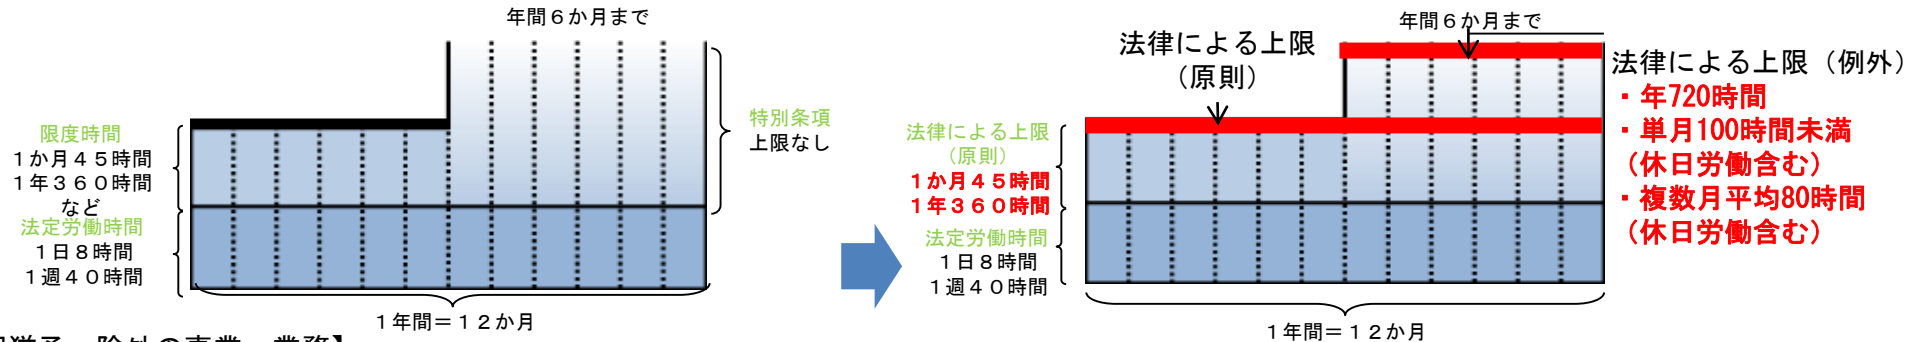 年間６か月まで
限度時間
１か月４５時間
１年３６０時間
など
法定労働時間
１日８時間
１週４０時間
特別条項
上限なし
１年間＝１２か月
年間６か月まで
法律による上限
（原則）
法律による上限
（原則）
１か月４５時間
１年３６０時間
法定労働時間
１日８時間
１週４０時間
法律による上限（例外）
・年720時間
・単月100時間未満
（休日労働含む）
・複数月平均80時間
（休日労働含む）
１年間＝１２か月